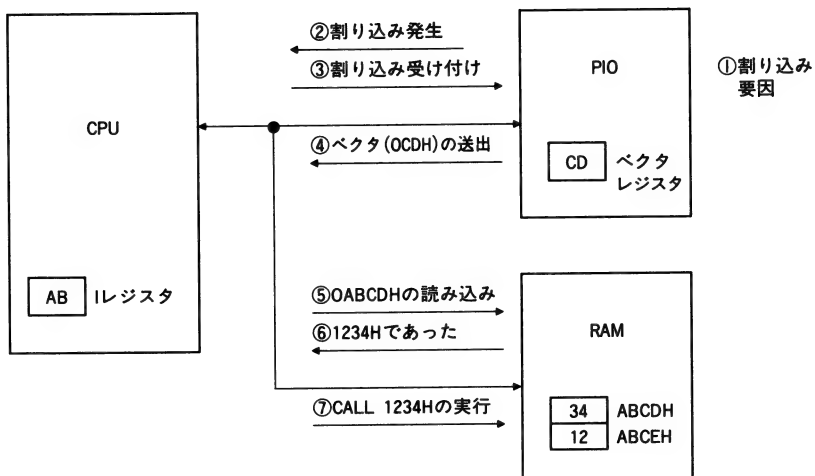 ②割り込み発生
③割り込み受け付け
PIO
①割り込み
要因
CPU
④ベクタ(0CDH)の送出
CD
ベクタ
レジスタ
AB
Iレジスタ
⑤0ABCDHの読み込み
⑥1234Hであった
RAM
⑦CALL 1234Hの実行
34
ABCDH
12
ABCEH